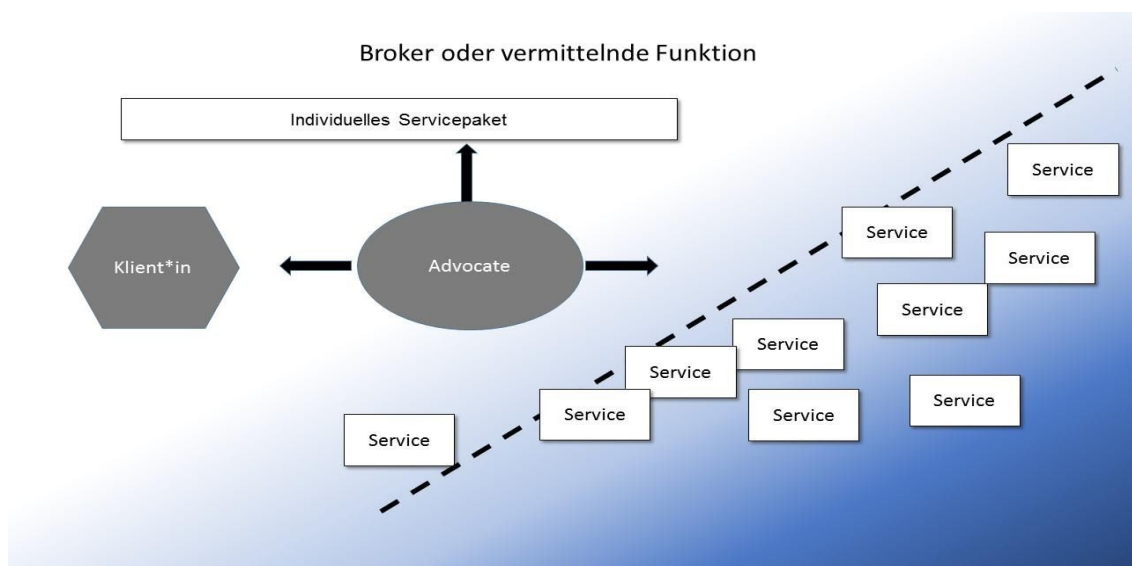 Broker oder vermittelnde Funktion
Individuelles Servicepaket
Klient*in
Advocate
Service
Service
Service
Service
Service
Service
Service
Service
Service
Service